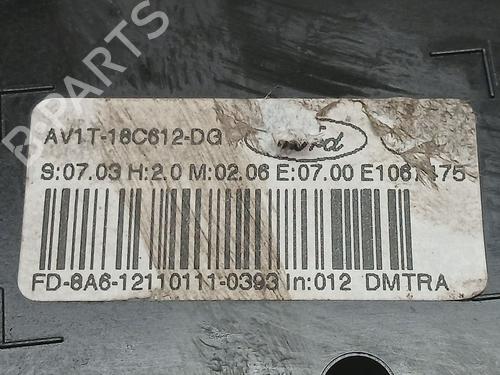 B-PARTS
AV1T-18C612-DG
Ford
S:07.03 H:2.0 M:02.06 E:07.00
FD-8A6-12110111-0393 In:012 DMTRA